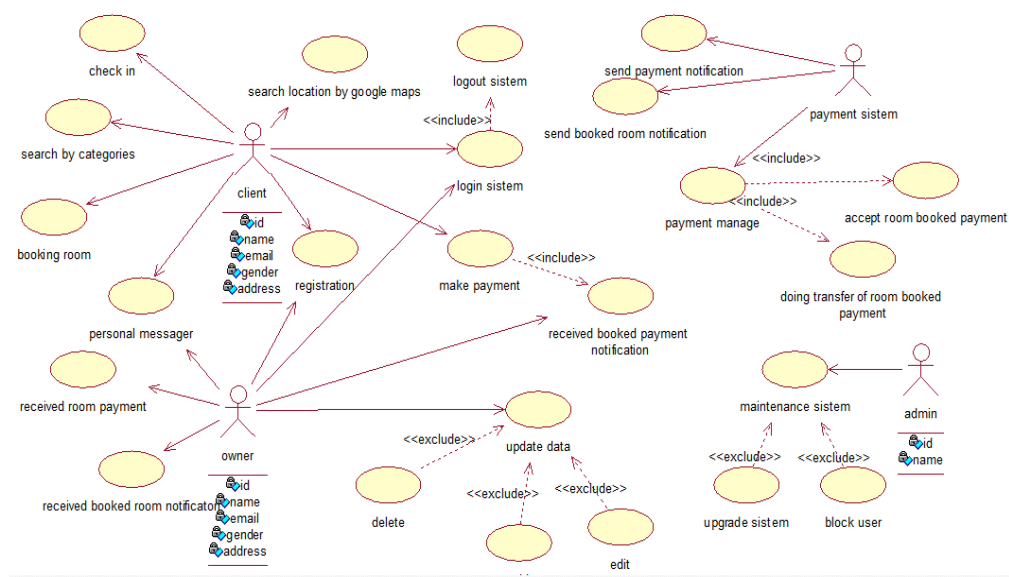 check in
search location by google maps
logout sistem
send payment notification
search by categories
<<include>>
send booked room notification
payment sistem
client
id
name
email
gender
address
login sistem
<<include>>
payment manage
<<include>>
accept room booked payment
booking room
registration
make payment
<<include>>
doing transfer of room booked
payment
personal messager
received booked payment
notification
received room payment
maintenance sistem
admin
id
name
owner
id
name
email
gender
address
<<exclude>>
update data
<<exclude>>
<<exclude>>
received booked room notificaton
delete
<<exclude>>
<<exclude>>
upgrade sistem
block user
edit